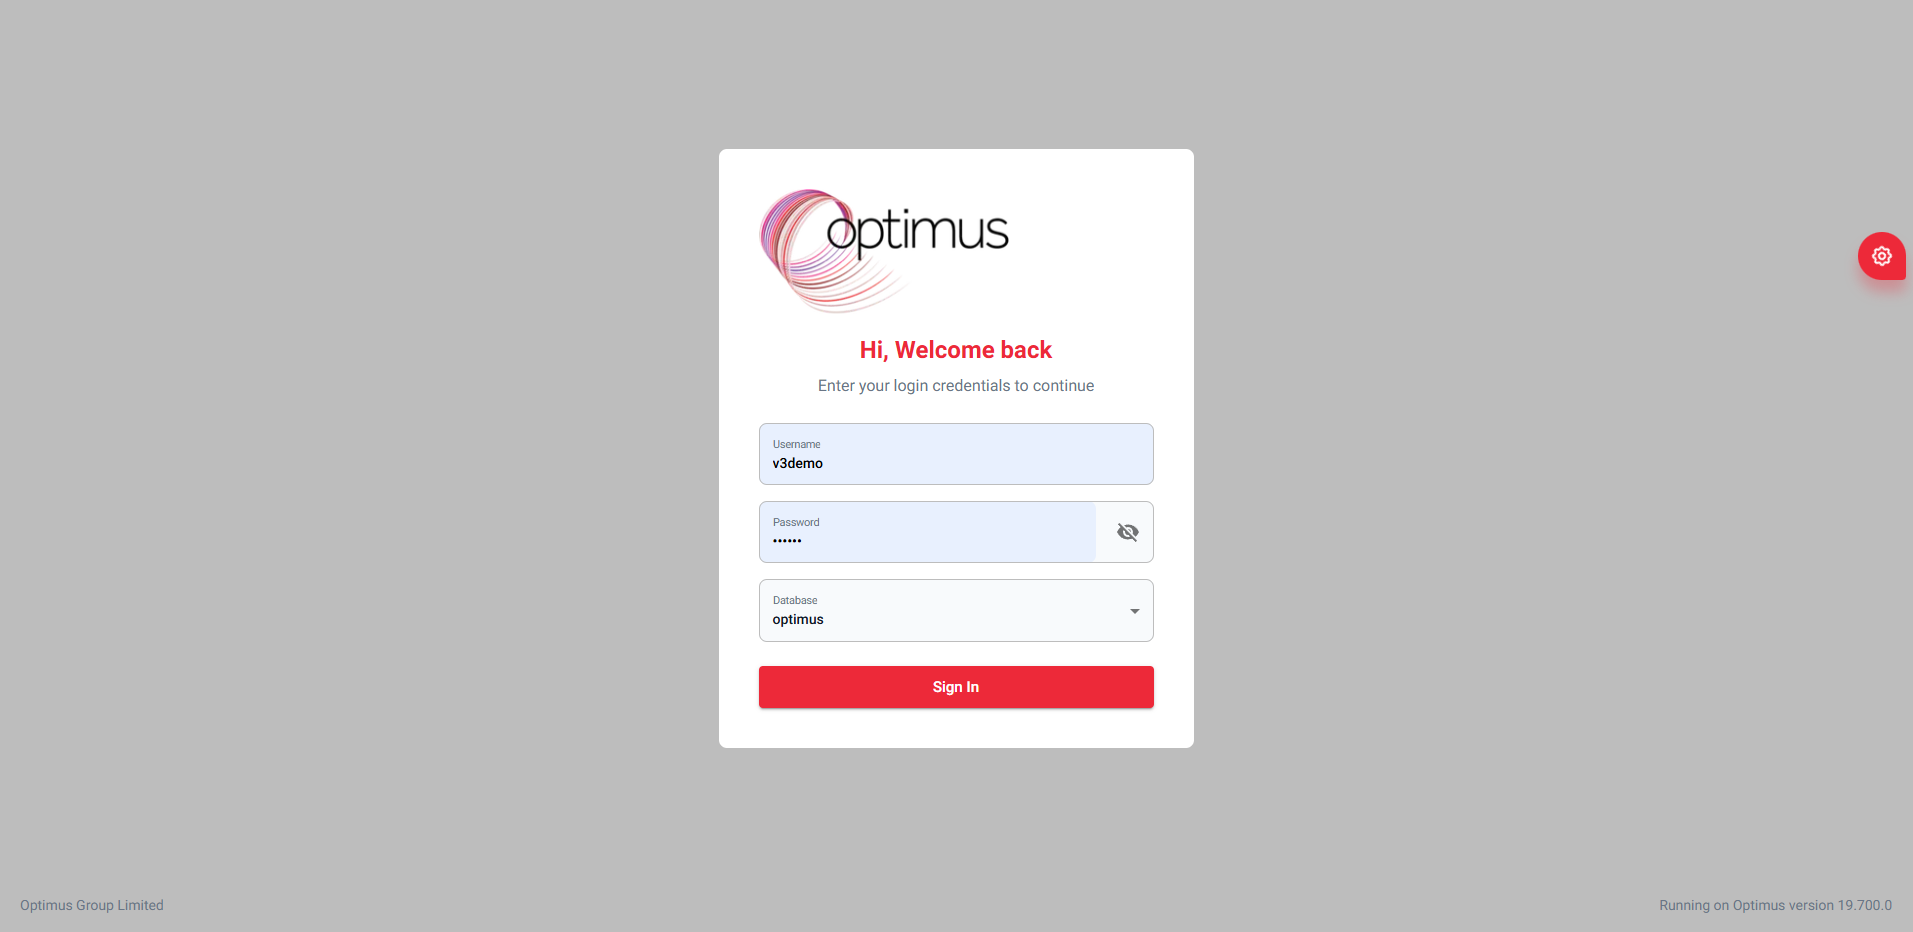 optimus
Hi, Welcome back
Enter your login credentials to continue
Username
v3demo
Password
••••••
Database
optimus
Sign In
Optimus Group Limited
Running on Optimus version 19.700.0